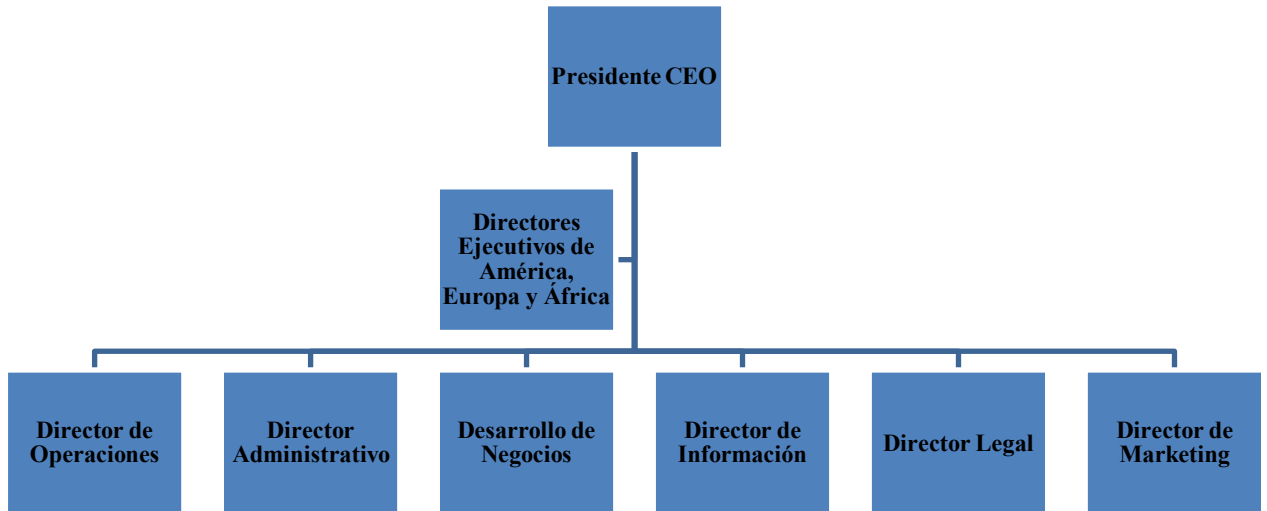 Presidente CEO
Directores
Ejecutivos de
América,
Europa y África
Director de
Operaciones
Director
Administrativo
Desarrollo de
Negocios
Director de
Información
Director Legal
Director de
Marketing